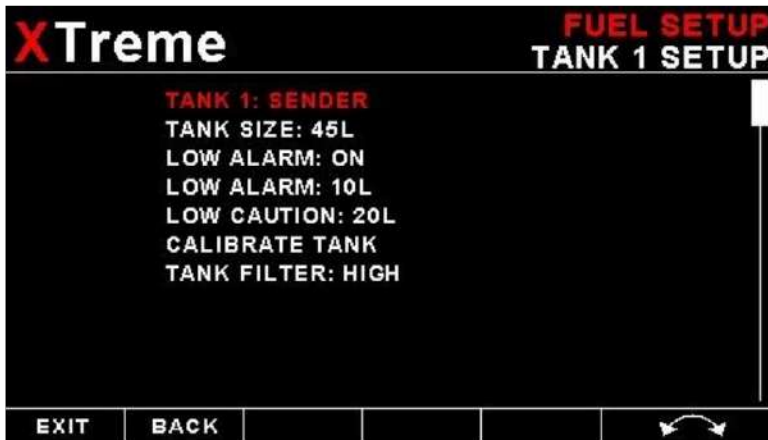 XTreme
FUEL SETUP
TANK 1 SETUP
TANK 1: SENDER
TANK SIZE: 45L
LOW ALARM: ON
LOW ALARM: 10L
LOW CAUTION: 20L
CALIBRATE TANK
TANK FILTER: HIGH
EXIT BACK